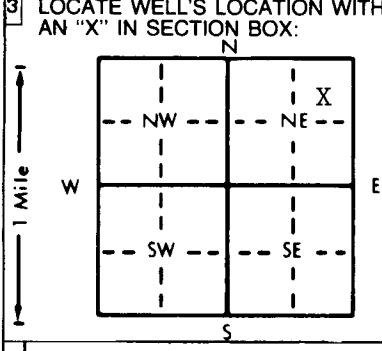 3 LOCATE WELL'S LOCATION WITH
AN "X" IN SECTION BOX:
N
X
NW NE
W E
1 Mile
SW SE
S